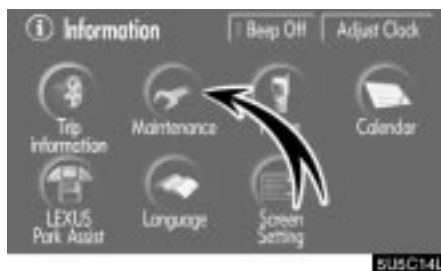 i Information
Beep Off
Adjust Clock
Trip
information
Maintenance
Calendar
LEXUS
Park Assist
Language
Screen
Setting
5U5C14L